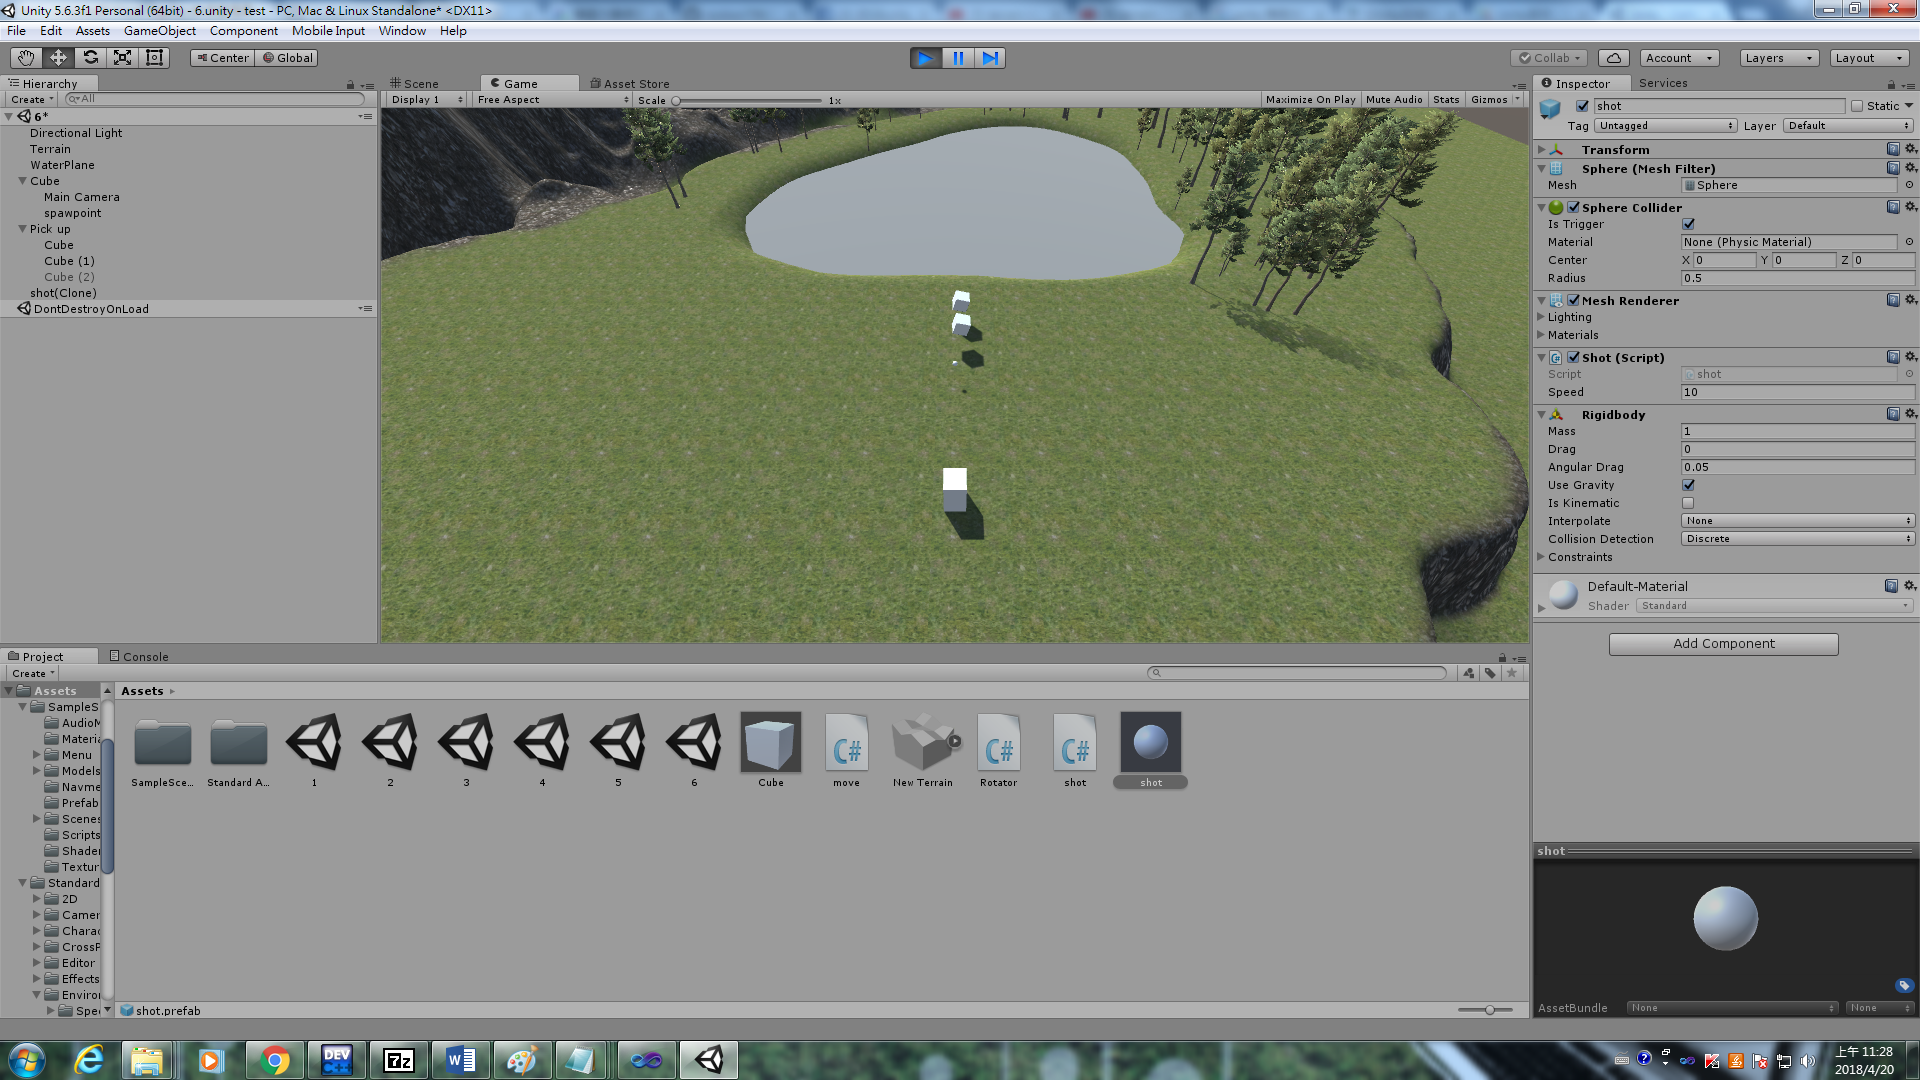 Unity 5.6.3f1 Personal (64bit) - 6.unity - test - PC, Mac & Linux Standalone* <DX11>
File Edit Assets GameObject Component Mobile Input Window Help
Center Global
Collab Account Layers Layout
Hierarchy
Create All
6*
Directional Light
Terrain
WaterPlane
Cube
Main Camera
spawpoint
Pick up
Cube
Cube (1)
Cube (2)
shot(Clone)
DontDestroyOnLoad
Scene Game Asset Store
Display 1 Free Aspect Scale 1x Maximize On Play Mute Audio Stats Gizmos
Inspector Services
shot Static
Tag Untagged Layer Default
Transform
Sphere (Mesh Filter)
Mesh Sphere
Sphere Collider
Is Trigger
Material None (Physic Material)
Center X 0 Y 0 Z 0
Radius 0.5
Mesh Renderer
Lighting
Materials
Shot (Script)
Script shot
Speed 10
Rigidbody
Mass 1
Drag 0
Angular Drag 0.05
Use Gravity
Is Kinematic
Interpolate None
Collision Detection Discrete
Constraints
Default-Material
Shader Standard
Add Component
shot
AssetBundle None None
Project Console
Create
Assets
SampleS
AudioM
Materia
Menu
Models
Navme
Prefab
Scenes
Scripts
Shader
Textur
Standard
2D
Camer
Charac
CrossP
Editor
Effects
Enviro
Spee
Assets
SampleSce... Standard A... 1 2 3 4 5 6 Cube move New Terrain Rotator shot shot
C# C# C#
shot.prefab
DEV C++ 7z W
上午 11:28
2018/4/20